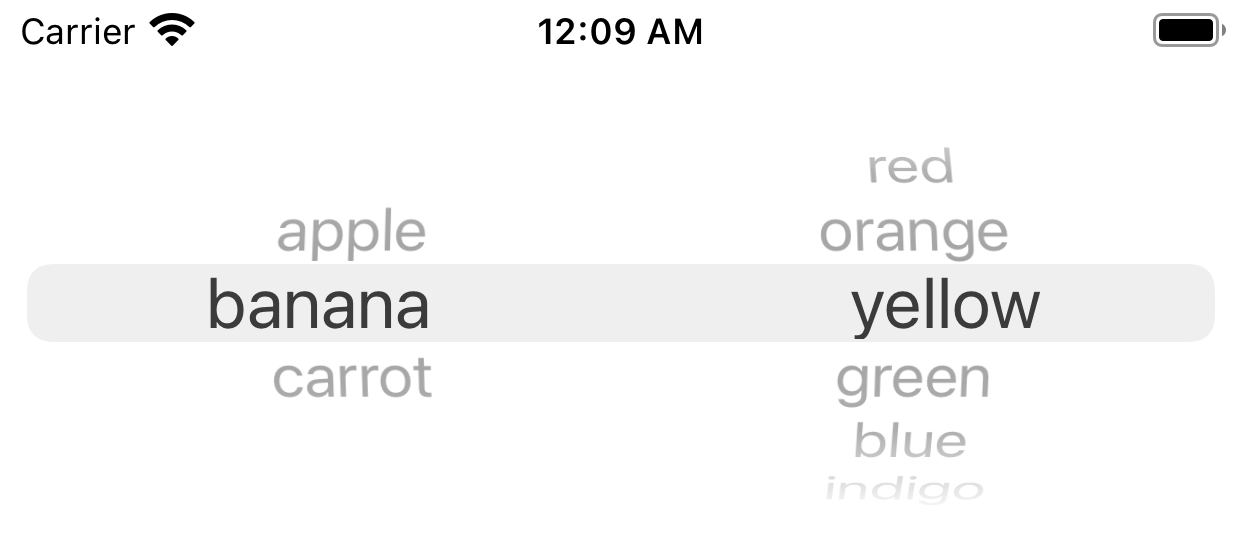 Carrier 12:09 AM
red
apple orange
banana yellow
carrot green
blue
indigo